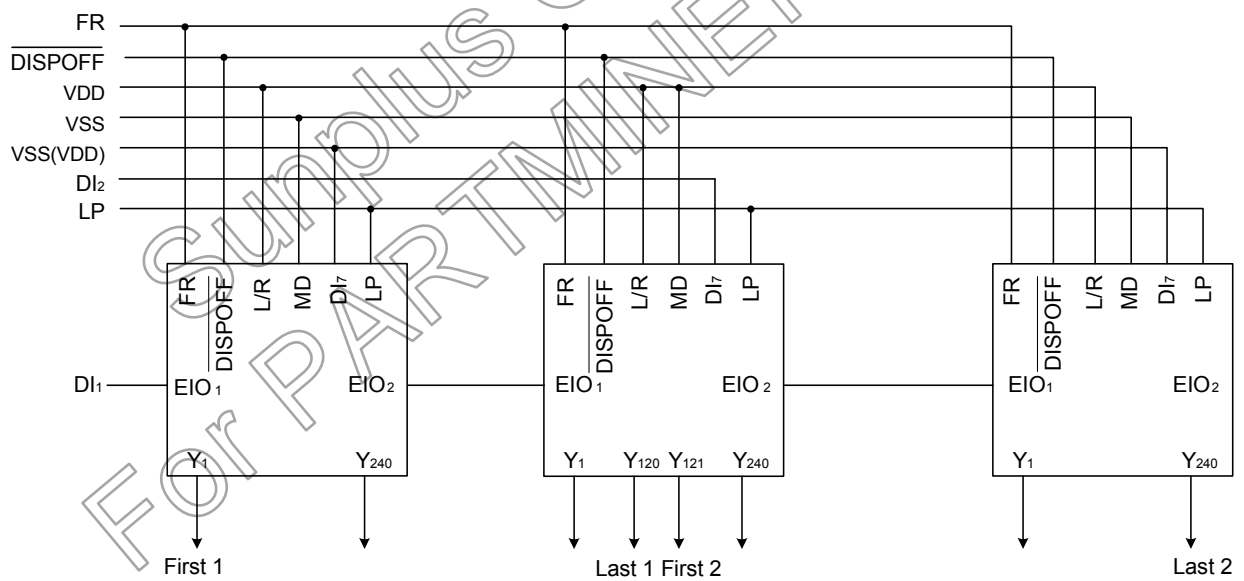 FR
DISPOFF
VDD
VSS
VSS(VDD)
DI2
LP
FR DISPOFF L/R MD DI7 LP
FR DISPOFF L/R MD DI7 LP
FR DISPOFF L/R MD DI7 LP
DI1 EIO1 EIO2 EIO1 EIO2 EIO1 EIO2
Y1 Y240 Y1 Y120 Y121 Y240 Y1 Y240
First 1 Last 1 First 2 Last 2
Sunplus
For PARTMINER